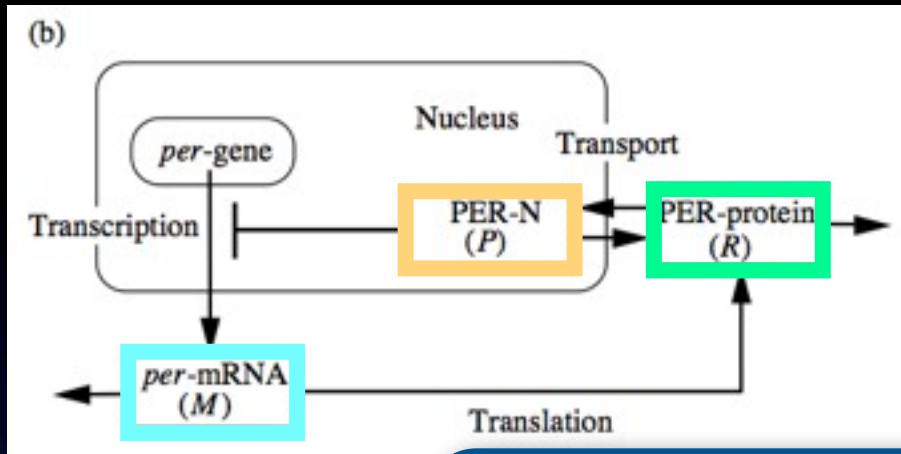 (b)
Nucleus
per-gene
Transport
Transcription
PER-N
(P)
PER-protein
(R)
per-mRNA
(M)
Translation